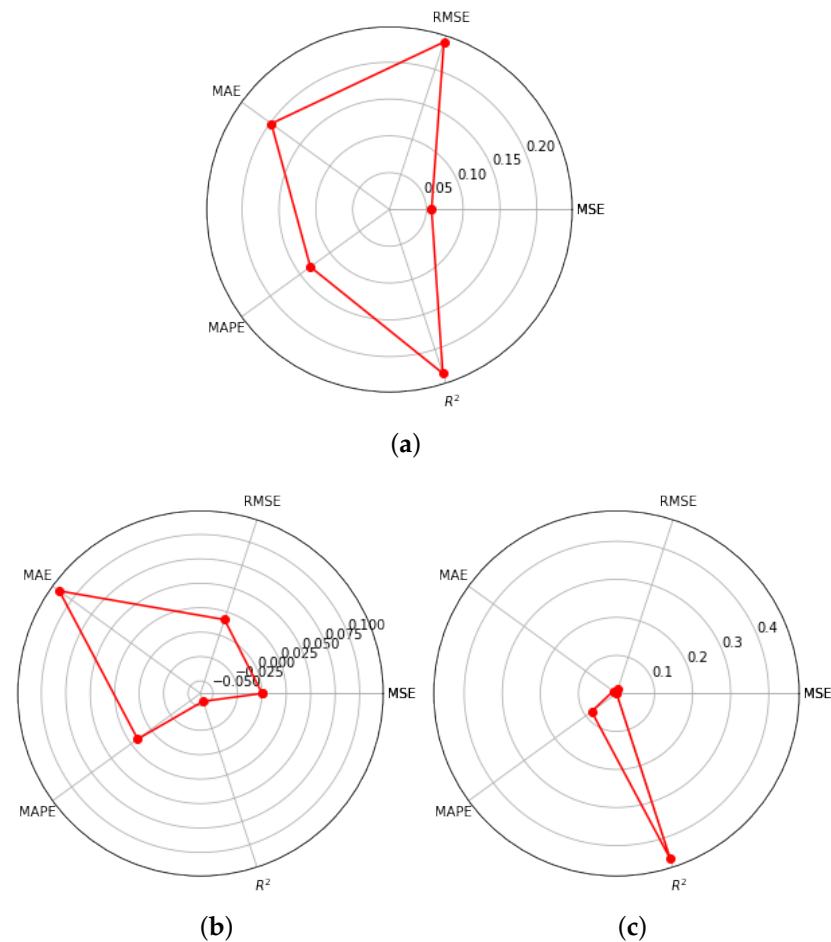 RMSE
MAE
0.20
0.15
0.10
0.05
MSE
MAPE
R²
(a)
RMSE
MAE
0.100
0.075
0.050
0.025
0.000
−0.025
−0.050
MSE
MAPE
R²
(b)
RMSE
MAE
0.4
0.3
0.2
0.1
MSE
MAPE
R²
(c)